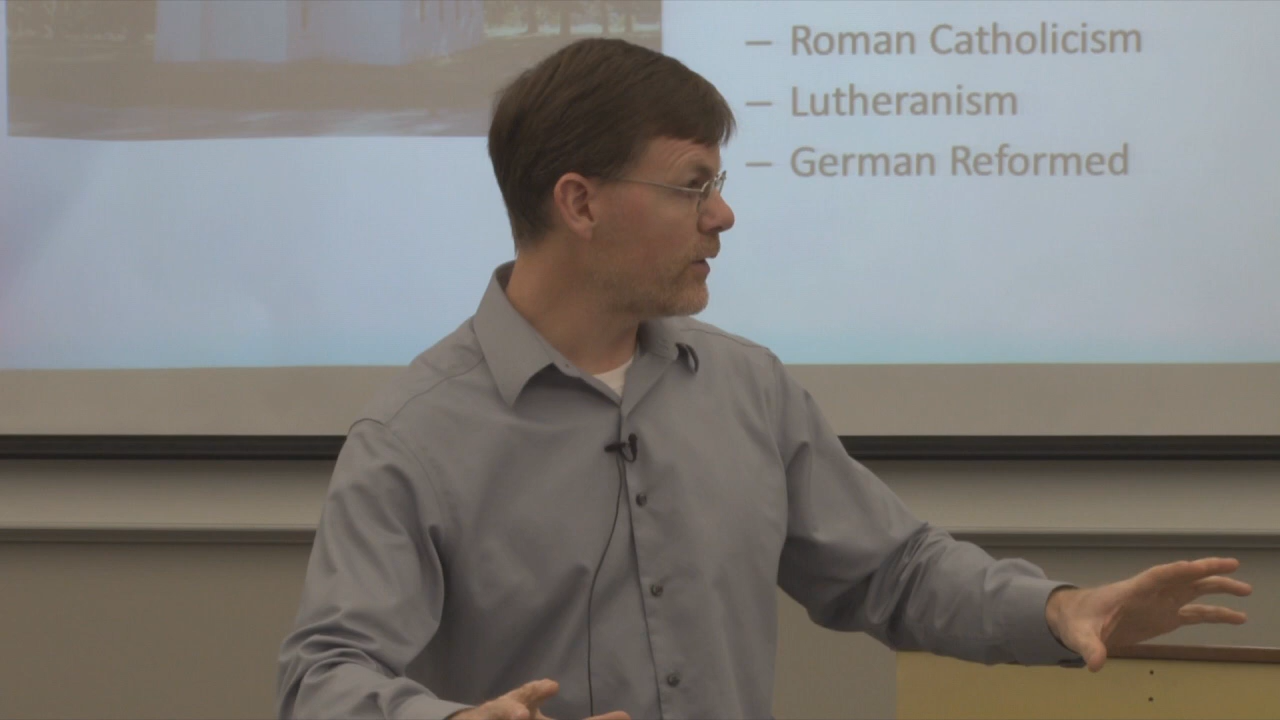 – Roman Catholicism
– Lutheranism
– German Reformed